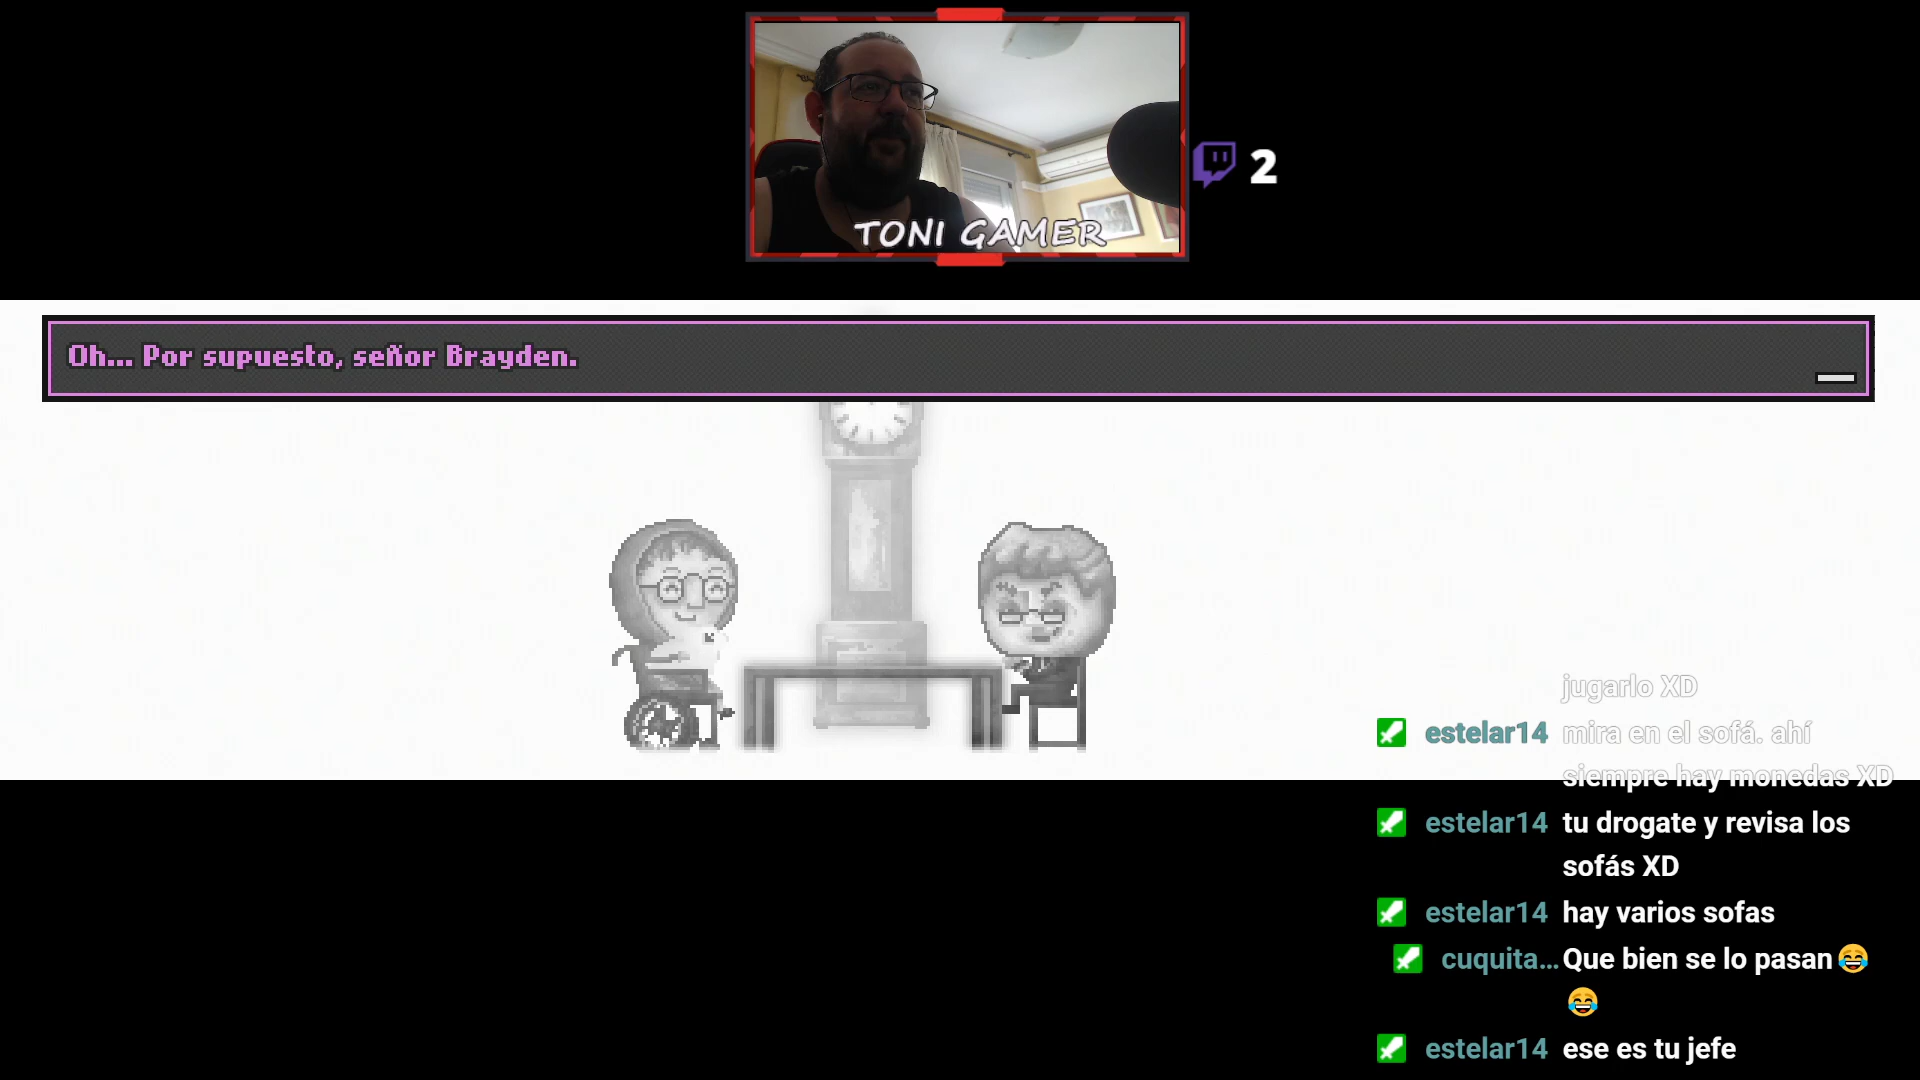 TONI GAMER
2
Oh... Por supuesto, señor Brayden.
jugarlo XD
estelar14 mira en el sofá. ahí
siempre hay monedas XD
estelar14 tu drogate y revisa los
sofás XD
estelar14 hay varios sofas
cuquita... Que bien se lo pasan😂
😂
estelar14 ese es tu jefe